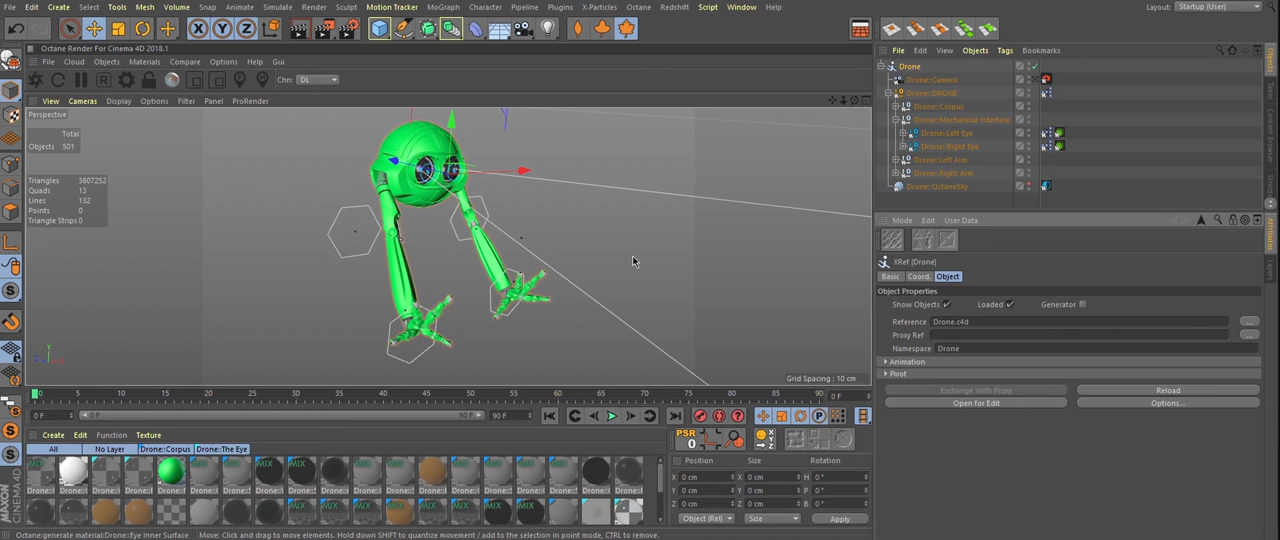 File Edit Create Select Tools Mesh Volume Snap Animate Simulate Render Sculpt Motion Tracker MoGraph Character Pipeline Plugins X-Particles Octane Redshift Script Window Help
Layout: Startup (User)
X Y Z
Octane Render For Cinema 4D 2018.1
File Cloud Objects Materials Compare Options Help Gui
Chn: DL
View Cameras Display Options Filter Panel ProRender
Perspective
Total
Objects 501
Triangles 3607252
Quads 13
Lines 132
Points 0
Triangle Strips 0
Grid Spacing : 10 cm
0 5 10 15 20 25 30 35 40 45 50 55 60 65 70 75 80 85 90
0 F
0 F 0 F 90 F 90 F
Create Edit Function Texture
All No Layer Drone::Corpus Drone::The Eye
PSR
0
Position Size Rotation
X 0 cm X 0 cm H 0 °
Y 0 cm Y 0 cm P 0 °
Z 0 cm Z 0 cm B 0 °
Object (Rel) Size Apply
File Edit View Objects Tags Bookmarks
Drone
Drone::Camera
Drone::DRONE
Drone::Corpus
Drone::Mechanical Interface
Drone::Left Eye
Drone::Right Eye
Drone::Left Arm
Drone::Right Arm
Drone::OctaneSky
Mode Edit User Data
XRef [Drone]
Basic Coord. Object
Object Properties
Show Objects Loaded Generator
Reference Drone.c4d
Proxy Ref
Namespace Drone
Animation
Pivot
Exchange With Proxy Reload
Open for Edit Options...
Objects
Takes
Content Browser
Attributes
MAXON
CINEMA4D
Octane:generate material:Drone::Eye Inner Surface Move: Click and drag to move elements. Hold down SHIFT to quantize movement / add to the selection in point mode, CTRL to remove.